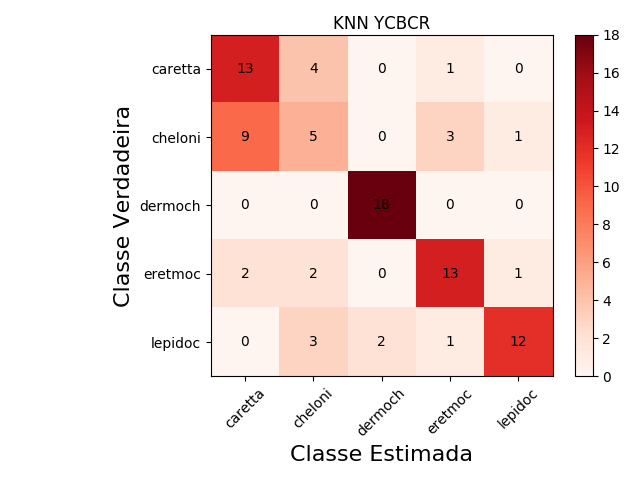 KNN YCBCR
Classe Verdadeira
caretta 13 4 0 1 0
cheloni 9 5 0 3 1
dermoch 0 0 18 0 0
eretmoc 2 2 0 13 1
lepidoc 0 3 2 1 12
caretta cheloni dermoch eretmoc lepidoc
Classe Estimada
18
16
14
12
10
8
6
4
2
0